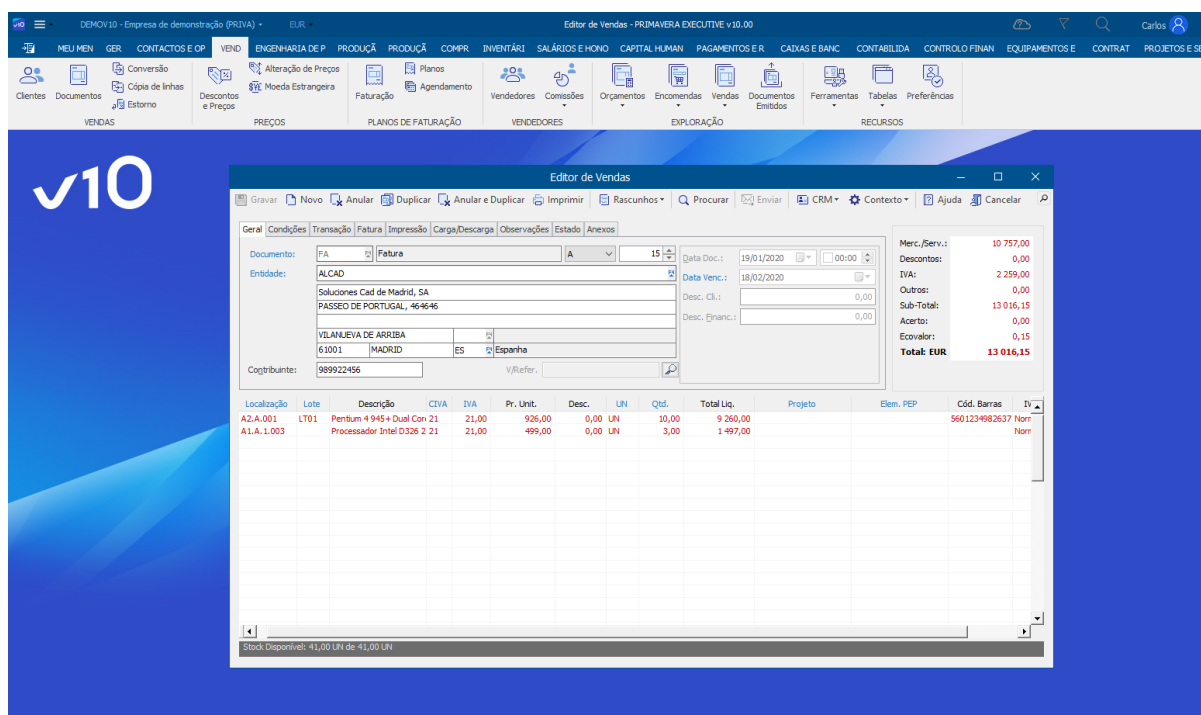 v10 DEMOV10 - Empresa de demonstração (PRIVA) EUR Editor de Vendas - PRIMAVERA EXECUTIVE v10.00 Carlos
MEU MEN GER CONTACTOS E OP VEND ENGENHARIA DE P PRODUÇÃ PRODUÇÃ COMPR INVENTÁRI SALÁRIOS E HONO CAPITAL HUMAN PAGAMENTOS E R CAIXAS E BANC CONTABILIDA CONTROLO FINAN EQUIPAMENTOS E CONTRAT PROJETOS E SE
Conversão Alteração de Preços Planos
Cópia de linhas Moeda Estrangeira Agendamento
Estorno
Clientes Documentos Descontos e Preços Faturação Vendedores Comissões Orçamentos Encomendas Vendas Documentos Emitidos Ferramentas Tabelas Preferências
VENDAS PREÇOS PLANOS DE FATURAÇÃO VENDEDORES EXPLORAÇÃO RECURSOS
v10
Editor de Vendas
Gravar Novo Anular Duplicar Anular e Duplicar Imprimir Rascunhos Procurar Enviar CRM Contexto Ajuda Cancelar
Geral Condições Transação Fatura Impressão Carga/Descarga Observações Estado Anexos
Documento: FA Fatura A 15 Data Doc.: 19/01/2020 00:00
Entidade: ALCAD Data Venc.: 18/02/2020
Soluciones Cad de Madrid, SA Desc. Cli.: 0,00
PASSEO DE PORTUGAL, 464646
Desc. Financ.: 0,00
VILANUEVA DE ARRIBA
61001 MADRID ES Espanha
Contribuinte: 989922456 V/Refer.
Merc./Serv.: 10 757,00
Descontos: 0,00
IVA: 2 259,00
Outros: 0,00
Sub-Total: 13 016,15
Acerto: 0,00
Ecovalor: 0,15
Total: EUR 13 016,15
Localização Lote Descrição CIVA IVA Pr. Unit. Desc. UN Qtd. Total Liq. Projeto Elem. PEP Cód. Barras IV
A2.A.001 LT01 Pentium 4 945+ Dual Cor 21 21,00 926,00 0,00 UN 10,00 9 260,00 5601234982637 Norm
A1.A.1.003 Processador Intel D326 2 21 21,00 499,00 0,00 UN 3,00 1 497,00 Norm
Stock Disponível: 41,00 UN de 41,00 UN